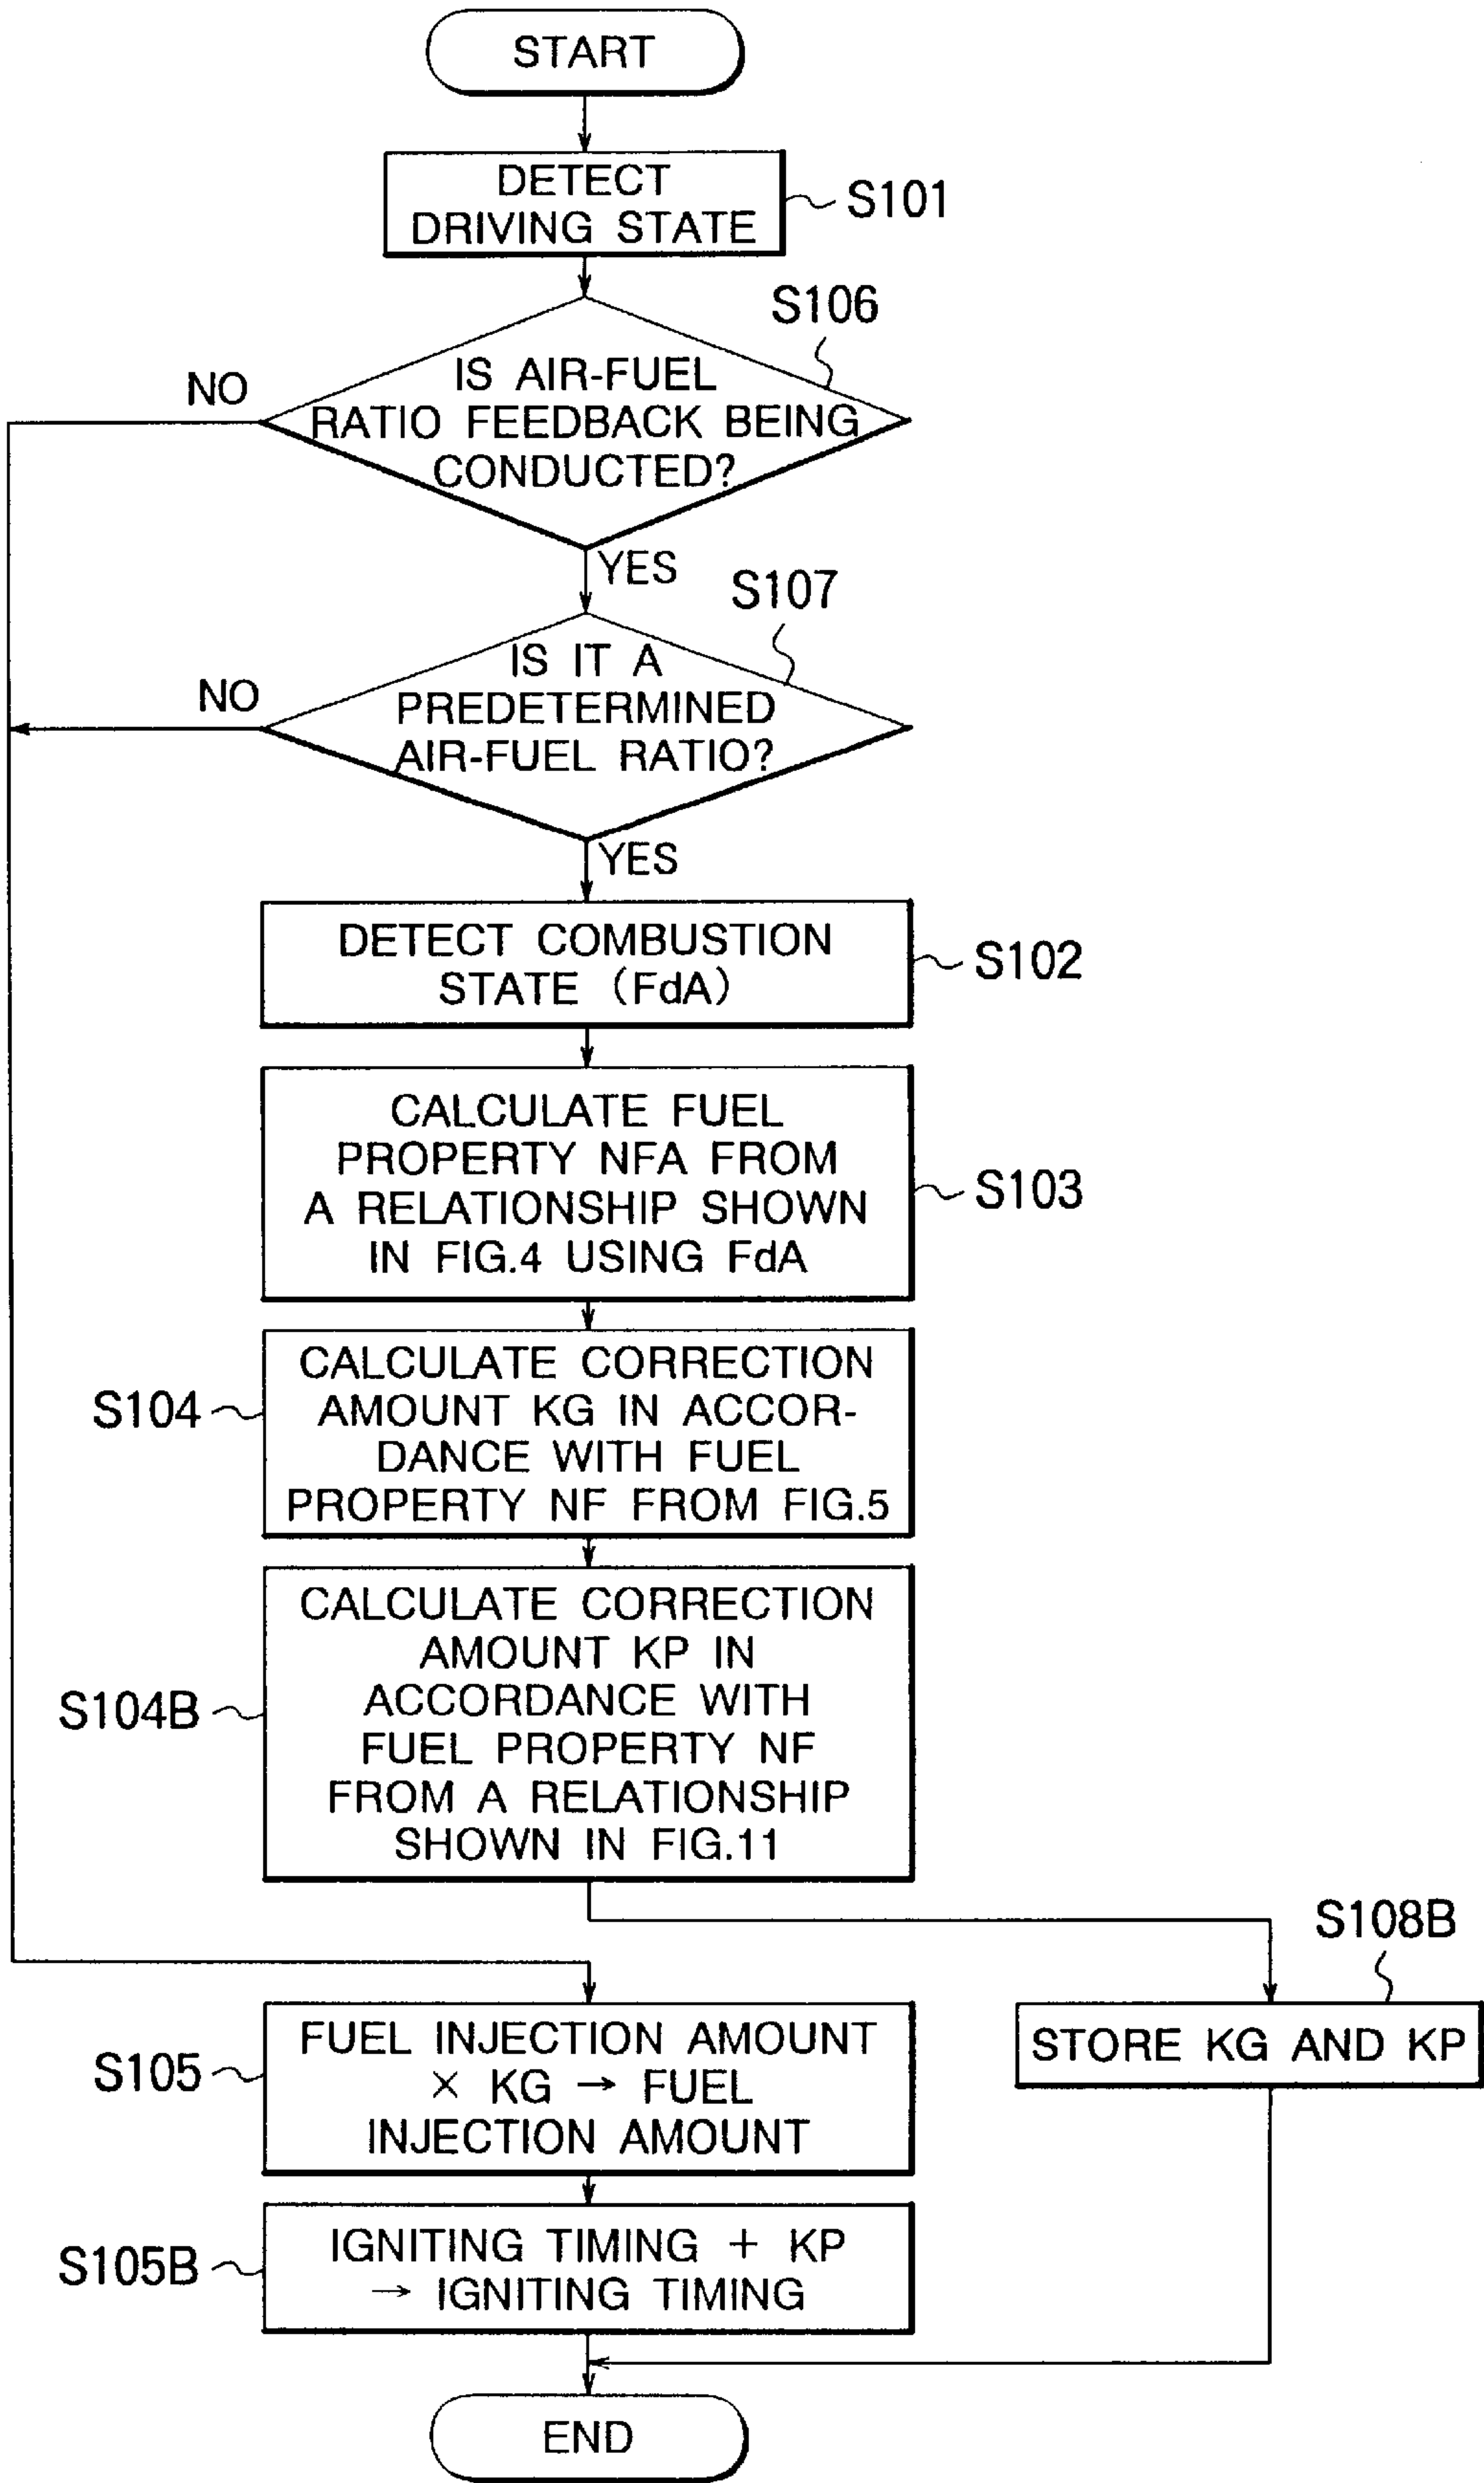 START
DETECT
DRIVING STATE
S101
S106
IS AIR-FUEL
RATIO FEEDBACK BEING
CONDUCTED?
NO
YES
S107
IS IT A
PREDETERMINED
AIR-FUEL RATIO?
NO
YES
DETECT COMBUSTION
STATE (FdA)
S102
CALCULATE FUEL
PROPERTY NFA FROM
A RELATIONSHIP SHOWN
IN FIG.4 USING FdA
S103
CALCULATE CORRECTION
AMOUNT KG IN ACCOR-
DANCE WITH FUEL
PROPERTY NF FROM FIG.5
S104
CALCULATE CORRECTION
AMOUNT KP IN
ACCORDANCE WITH
FUEL PROPERTY NF
FROM A RELATIONSHIP
SHOWN IN FIG.11
S104B
S108B
STORE KG AND KP
FUEL INJECTION AMOUNT
× KG → FUEL
INJECTION AMOUNT
S105
IGNITING TIMING + KP
→ IGNITING TIMING
S105B
END